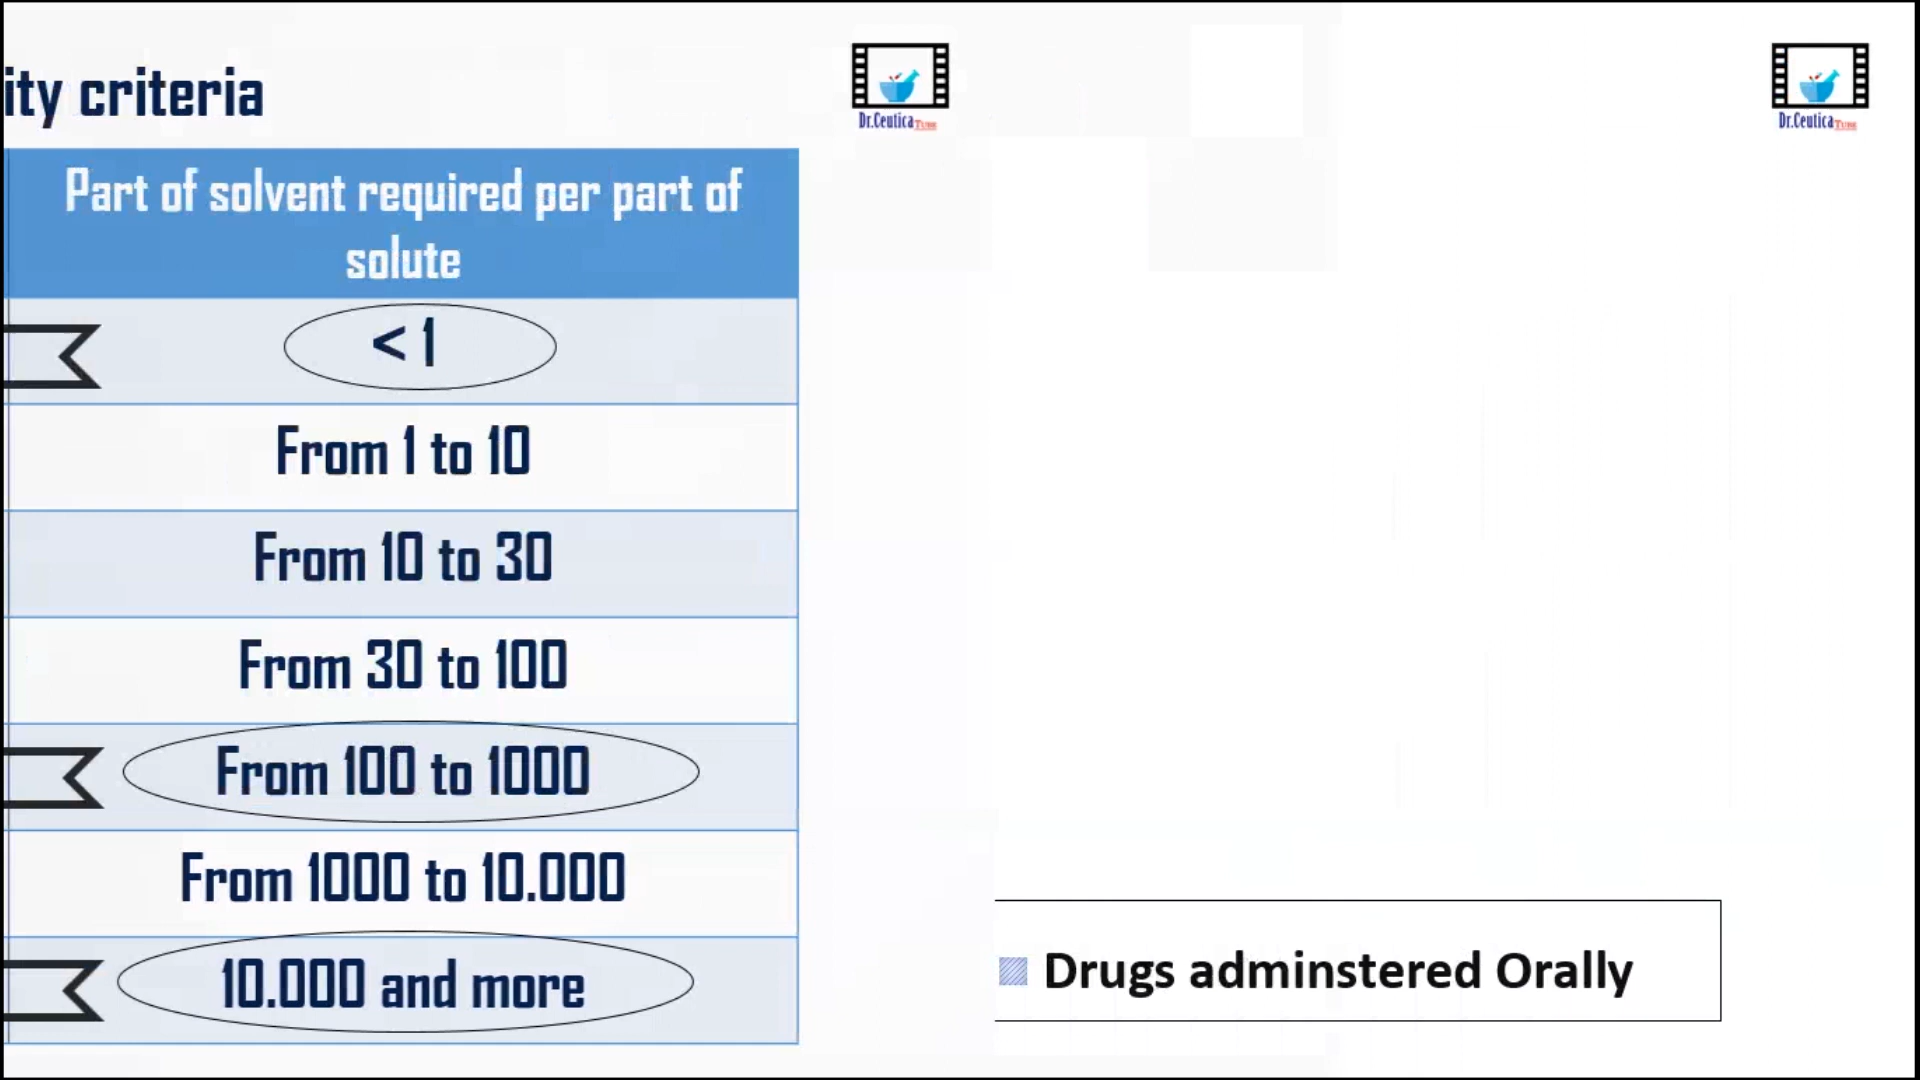 ity criteria
Dr.Ceutica TUBE
Dr.Ceutica TUBE
Part of solvent required per part of
solute
< 1
From 1 to 10
From 10 to 30
From 30 to 100
From 100 to 1000
From 1000 to 10.000
10.000 and more
Drugs adminstered Orally